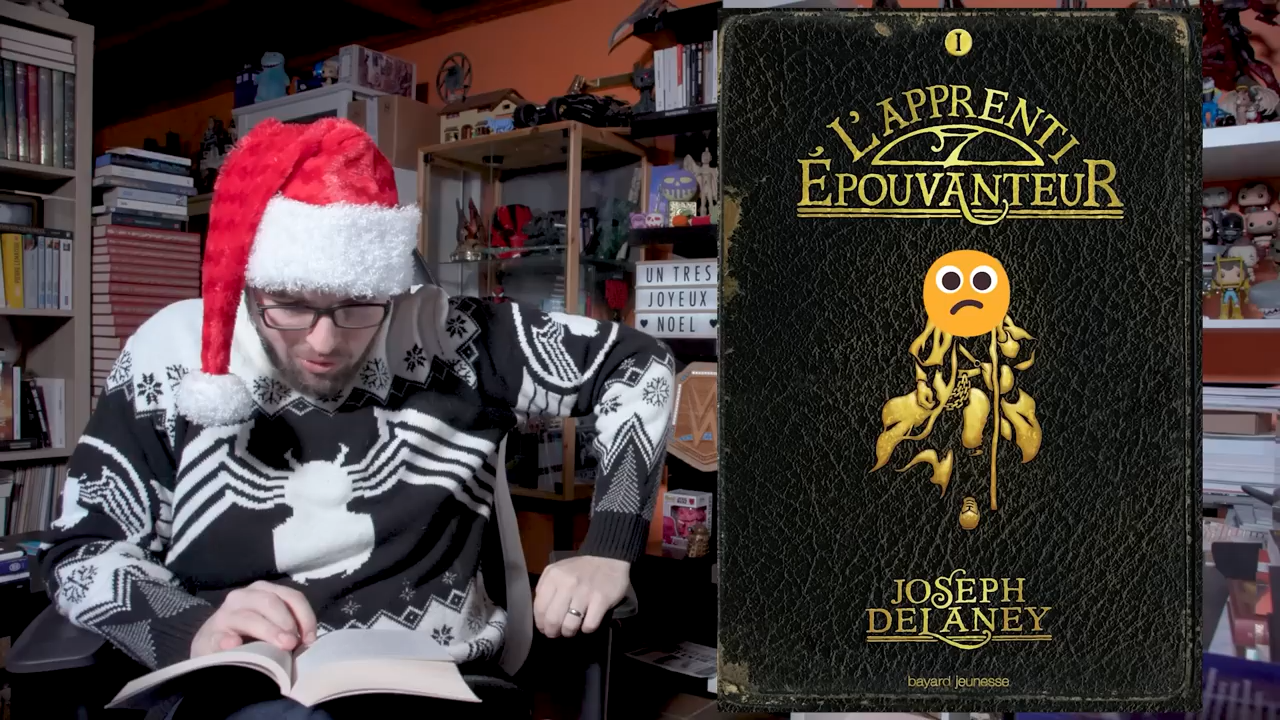 UN TRES
JOYEUX
NOEL
I
L'APPRENTI
ÉPOUVANTEUR
JOSEPH
DELANEY
bayard jeunesse